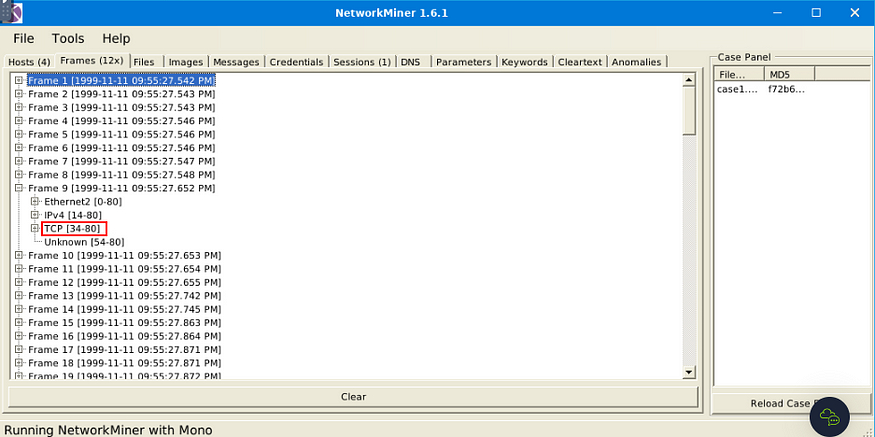 NetworkMiner 1.6.1
File Tools Help
Hosts (4) Frames (12x) Files Images Messages Credentials Sessions (1) DNS Parameters Keywords Cleartext Anomalies
Frame 1 [1999-11-11 09:55:27.542 PM]
Frame 2 [1999-11-11 09:55:27.543 PM]
Frame 3 [1999-11-11 09:55:27.543 PM]
Frame 4 [1999-11-11 09:55:27.546 PM]
Frame 5 [1999-11-11 09:55:27.546 PM]
Frame 6 [1999-11-11 09:55:27.546 PM]
Frame 7 [1999-11-11 09:55:27.547 PM]
Frame 8 [1999-11-11 09:55:27.548 PM]
Frame 9 [1999-11-11 09:55:27.652 PM]
Ethernet2 [0-80]
IPv4 [14-80]
TCP [34-80]
Unknown [54-80]
Frame 10 [1999-11-11 09:55:27.653 PM]
Frame 11 [1999-11-11 09:55:27.654 PM]
Frame 12 [1999-11-11 09:55:27.655 PM]
Frame 13 [1999-11-11 09:55:27.742 PM]
Frame 14 [1999-11-11 09:55:27.745 PM]
Frame 15 [1999-11-11 09:55:27.863 PM]
Frame 16 [1999-11-11 09:55:27.864 PM]
Frame 17 [1999-11-11 09:55:27.871 PM]
Frame 18 [1999-11-11 09:55:27.871 PM]
Frame 19 [1999-11-11 09:55:27.872 PM]
Clear
Case Panel
File... MD5
case1.... f72b6...
Reload Case
Running NetworkMiner with Mono